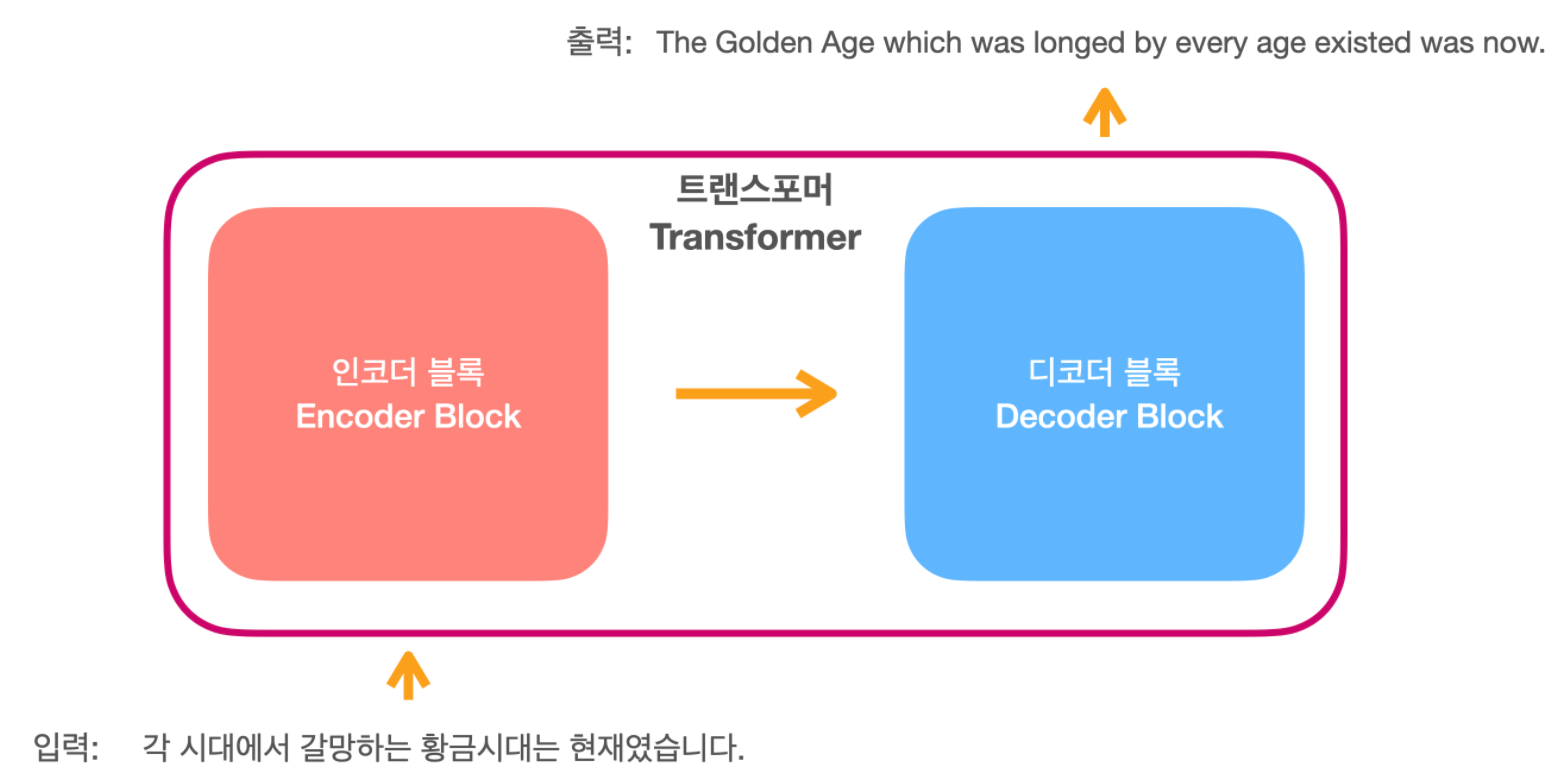 출력: The Golden Age which was longed by every age existed was now.
트랜스포머
Transformer
인코더 블록
Encoder Block
디코더 블록
Decoder Block
입력: 각 시대에서 갈망하는 황금시대는 현재였습니다.